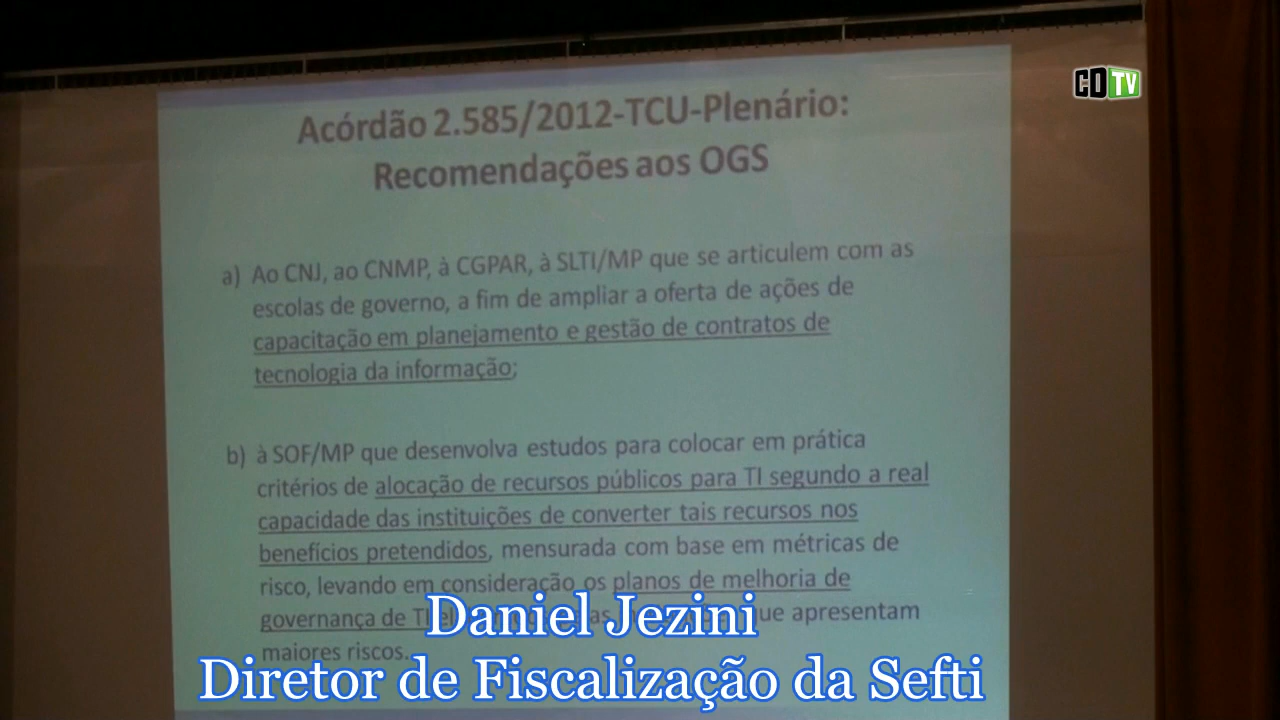 CDTV
Acórdão 2.585/2012-TCU-Plenário:
Recomendações aos OGS
a) Ao CNJ, ao CNMP, à CGPAR, à SLTI/MP que se articulem com as
escolas de governo, a fim de ampliar a oferta de ações de
capacitação em planejamento e gestão de contratos de
tecnologia da informação;
b) à SOF/MP que desenvolva estudos para colocar em prática
critérios de alocação de recursos públicos para TI segundo a real
capacidade das instituições de converter tais recursos nos
benefícios pretendidos, mensurada com base em métricas de
risco, levando em consideração os planos de melhoria de
governança de TI que apresentam
maiores riscos.
Daniel Jezini
Diretor de Fiscalização da Sefti